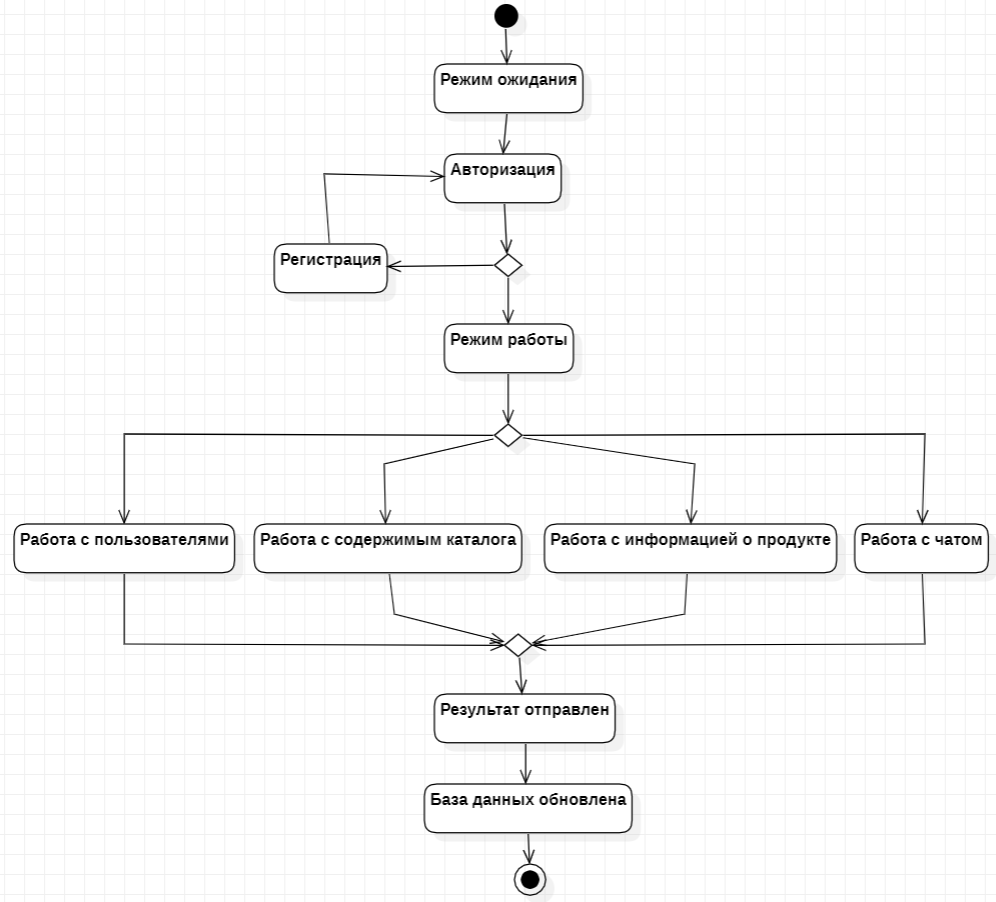 Режим ожидания
Авторизация
Регистрация
Режим работы
Работа с пользователями
Работа с содержимым каталога
Работа с информацией о продукте
Работа с чатом
Результат отправлен
База данных обновлена